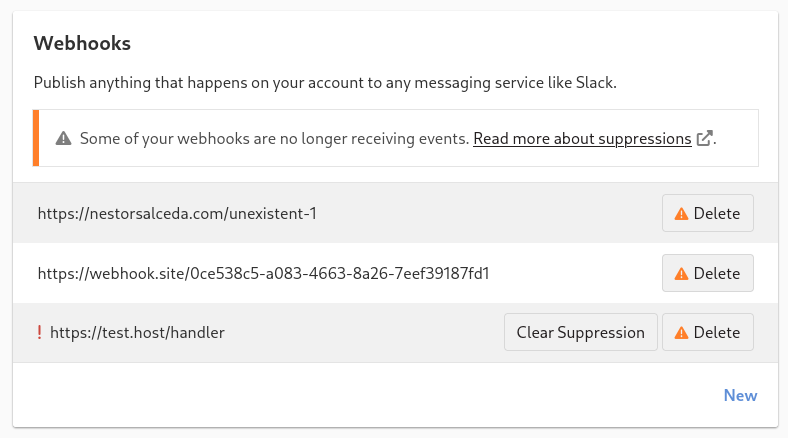 Webhooks
Publish anything that happens on your account to any messaging service like Slack.
Some of your webhooks are no longer receiving events. Read more about suppressions.
https://nestorsalceda.com/unexistent-1 Delete
https://webhook.site/0ce538c5-a083-4663-8a26-7eef39187fd1 Delete
! https://test.host/handler Clear Suppression Delete
New